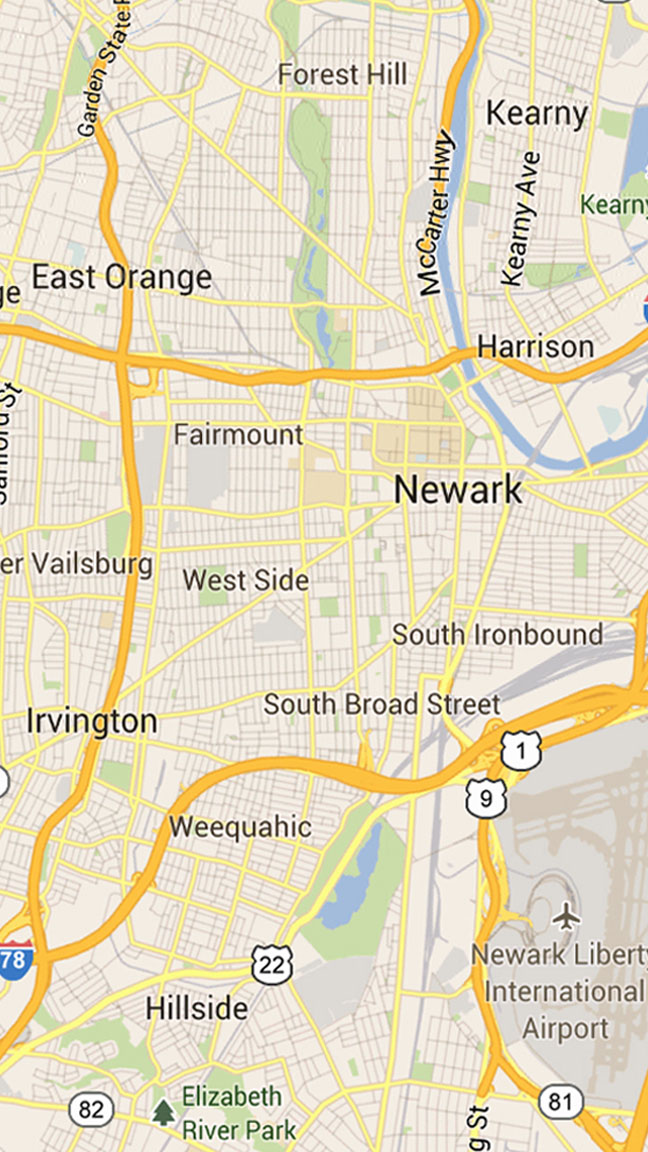 Garden State P
Forest Hill
Kearny
McCarter Hwy
Kearny Ave
Kearny
East Orange
ge
Harrison
Sanford St
Fairmount
Newark
er Vailsburg
West Side
South Ironbound
South Broad Street
Irvington
1
9
Weequahic
78
22
Newark Liberty
International
Airport
Hillside
82
Elizabeth
River Park
81
g St